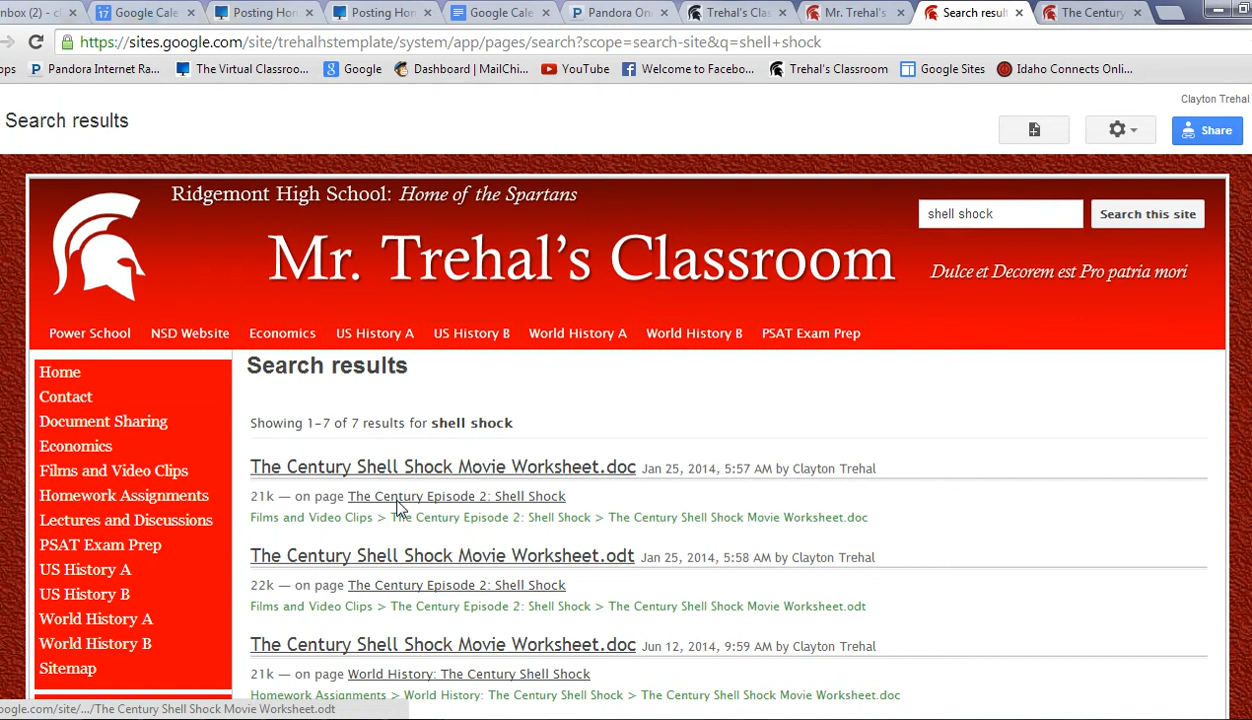 nbox (2) - cl
Google Cale
Posting Hon
Posting Hon
Google Cale
Pandora One
Trehal's Clas
Mr. Trehal's
Search resul
The Century
https://sites.google.com/site/trehalhstemplate/system/app/pages/search?scope=search-site&q=shell+shock
ops
Pandora Internet Ra...
The Virtual Classroo...
Google
Dashboard | MailChi...
YouTube
Welcome to Facebo...
Trehal's Classroom
Google Sites
Idaho Connects Onli...
Clayton Trehal
Search results
Share
Ridgemont High School: Home of the Spartans
shell shock
Search this site
Mr. Trehal's Classroom
Dulce et Decorem est Pro patria mori
Power School NSD Website Economics US History A US History B World History A World History B PSAT Exam Prep
Home
Contact
Document Sharing
Economics
Films and Video Clips
Homework Assignments
Lectures and Discussions
PSAT Exam Prep
US History A
US History B
World History A
World History B
Sitemap
Search results
Showing 1-7 of 7 results for shell shock
The Century Shell Shock Movie Worksheet.doc Jan 25, 2014, 5:57 AM by Clayton Trehal
21k — on page The Century Episode 2: Shell Shock
Films and Video Clips > The Century Episode 2: Shell Shock > The Century Shell Shock Movie Worksheet.doc
The Century Shell Shock Movie Worksheet.odt Jan 25, 2014, 5:58 AM by Clayton Trehal
22k — on page The Century Episode 2: Shell Shock
Films and Video Clips > The Century Episode 2: Shell Shock > The Century Shell Shock Movie Worksheet.odt
The Century Shell Shock Movie Worksheet.doc Jun 12, 2014, 9:59 AM by Clayton Trehal
21k — on page World History: The Century Shell Shock
Homework Assignments > World History: The Century Shell Shock > The Century Shell Shock Movie Worksheet.doc
oogle.com/site/.../The Century Shell Shock Movie Worksheet.odt